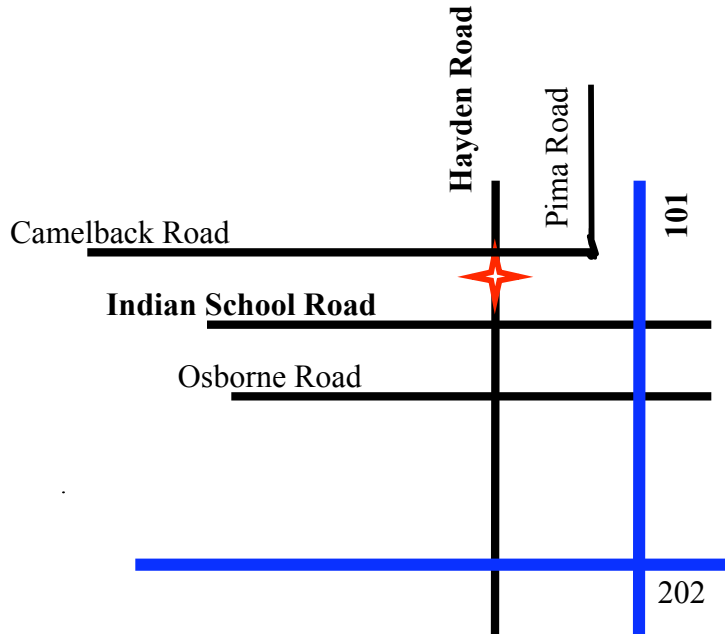 Hayden Road
Pima Road
101
Camelback Road
Indian School Road
Osborne Road
202